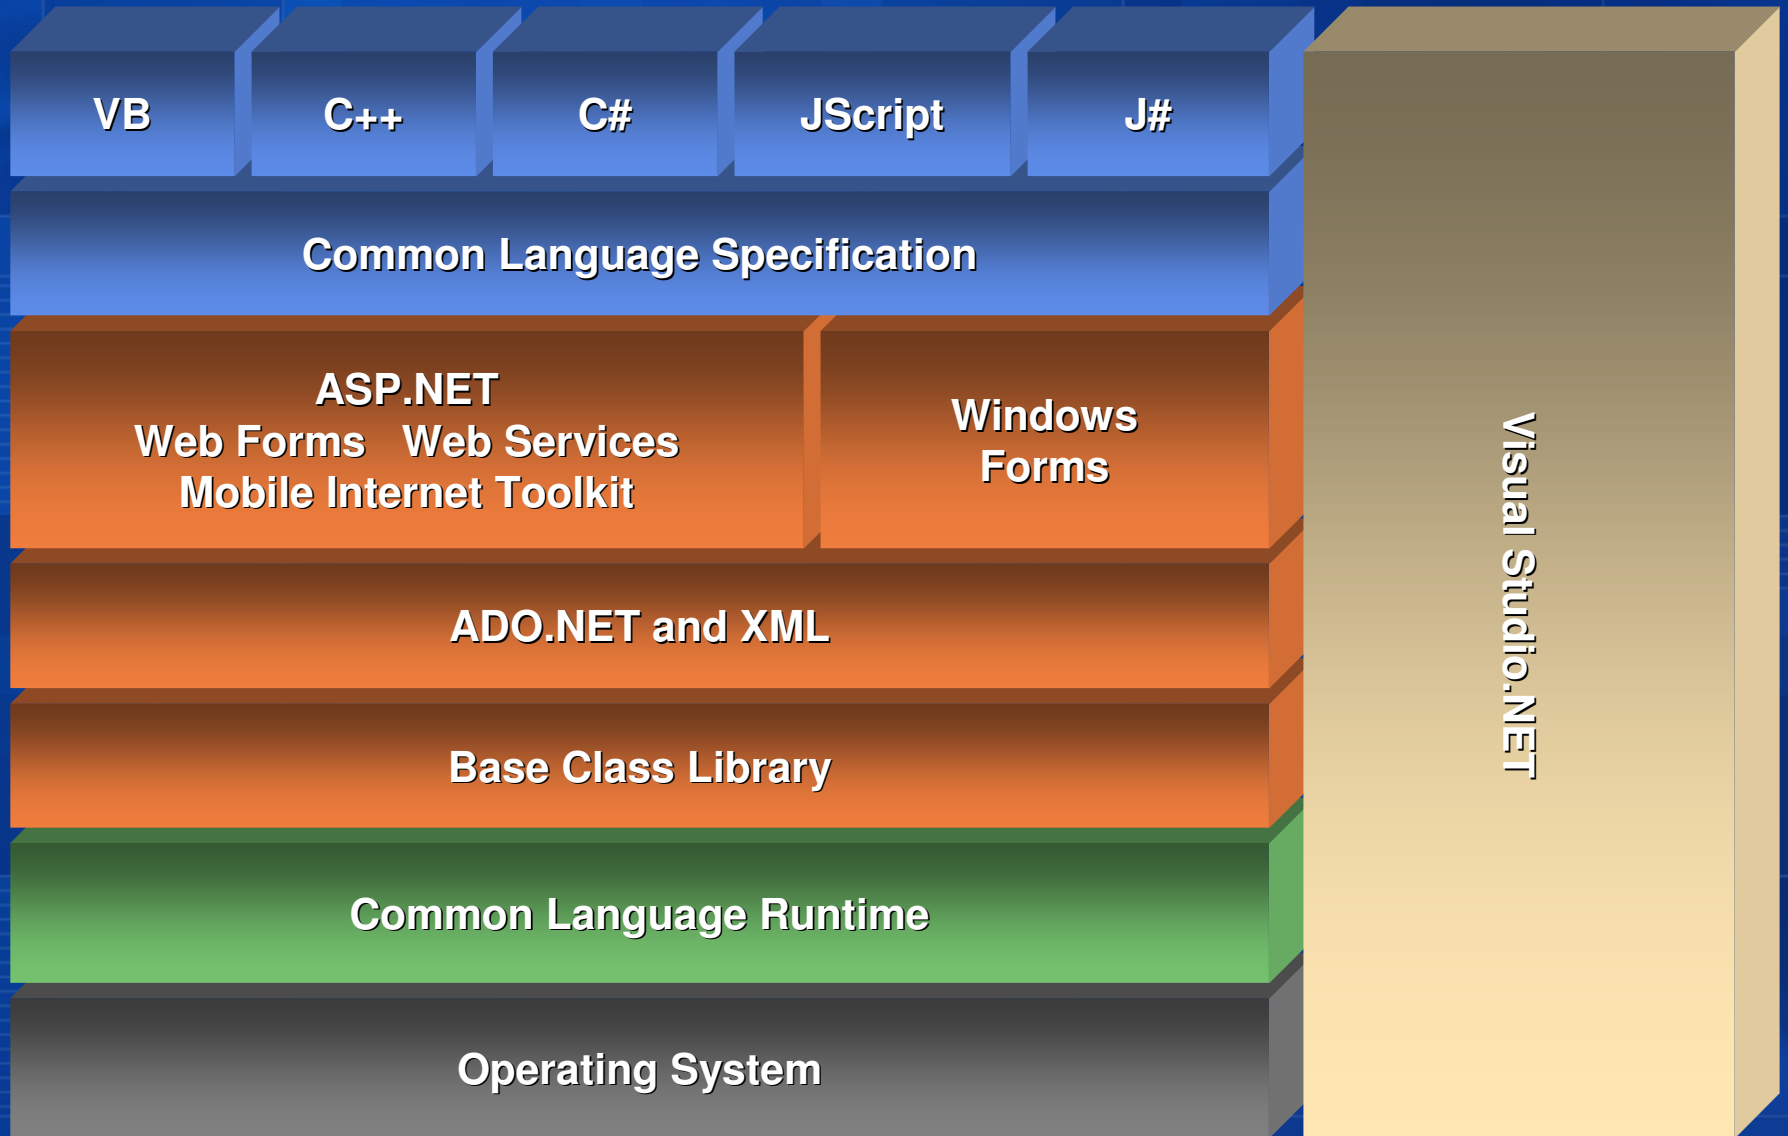 VB
C++
C#
JScript
J#
Common Language Specification
ASP.NET
Web Forms   Web Services
Mobile Internet Toolkit
Windows
Forms
ADO.NET and XML
Base Class Library
Common Language Runtime
Operating System
Visual Studio.NET